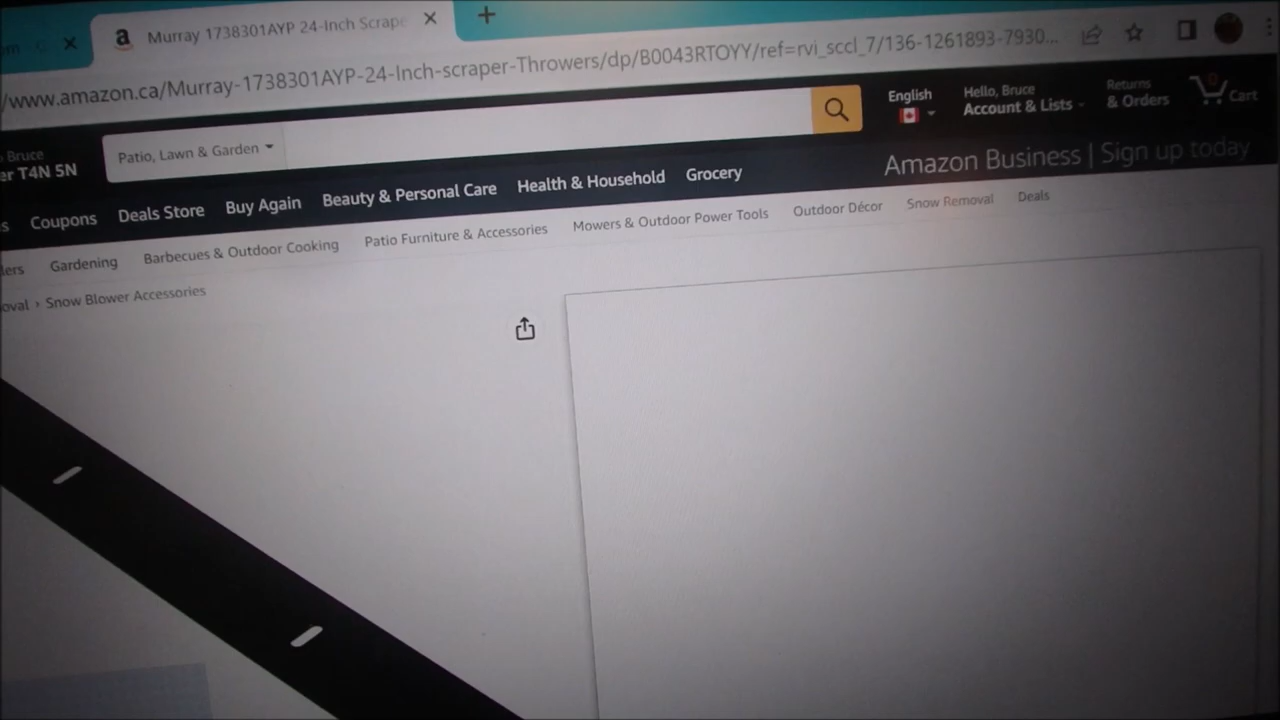 Murray 1738301AYP 24-Inch Scrape
/www.amazon.ca/Murray-1738301AYP-24-Inch-scraper-Throwers/dp/B0043RTOYY/ref=rvi_sccl_7/136-1261893-7930...
Bruce
T4N 5N
Patio, Lawn & Garden
English
Hello, Bruce
Account & Lists
Returns
& Orders
0
Cart
Coupons
Deals Store
Buy Again
Beauty & Personal Care
Health & Household
Grocery
Amazon Business | Sign up today
Gardening
Barbecues & Outdoor Cooking
Patio Furniture & Accessories
Mowers & Outdoor Power Tools
Outdoor Décor
Snow Removal
Deals
oval › Snow Blower Accessories